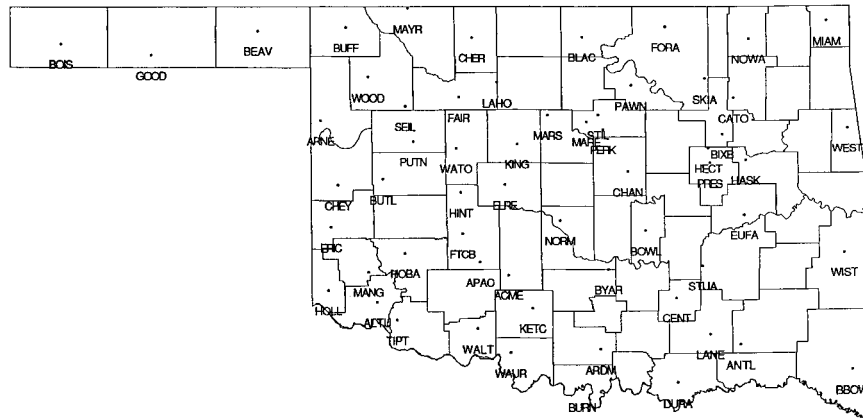 MAYR
BUFF
BEAV
CHER
FORA
MIAM
BOIS
BLAC
NOWA
GOOD
WOOD
LAHO
PAWN
SKIA
FAIR
CATO
SEIL
ARNE
MARS
STIL
MARE
WEST
PERK
BIXB
PUTN
WATO
KING
HECT
HASK
PRES
CHAN
BUTL
CHEY
ELRE
HINT
EUFA
NORM
ERIC
BOWL
FTCB
HOBA
WIST
APAO
STUA
MANG
BYAR
ACME
HOLL
ALTU
CENT
KETC
TIPT
WALT
LANE
ANTL
WAUR
ARDM
BBOW
DURA
BURN